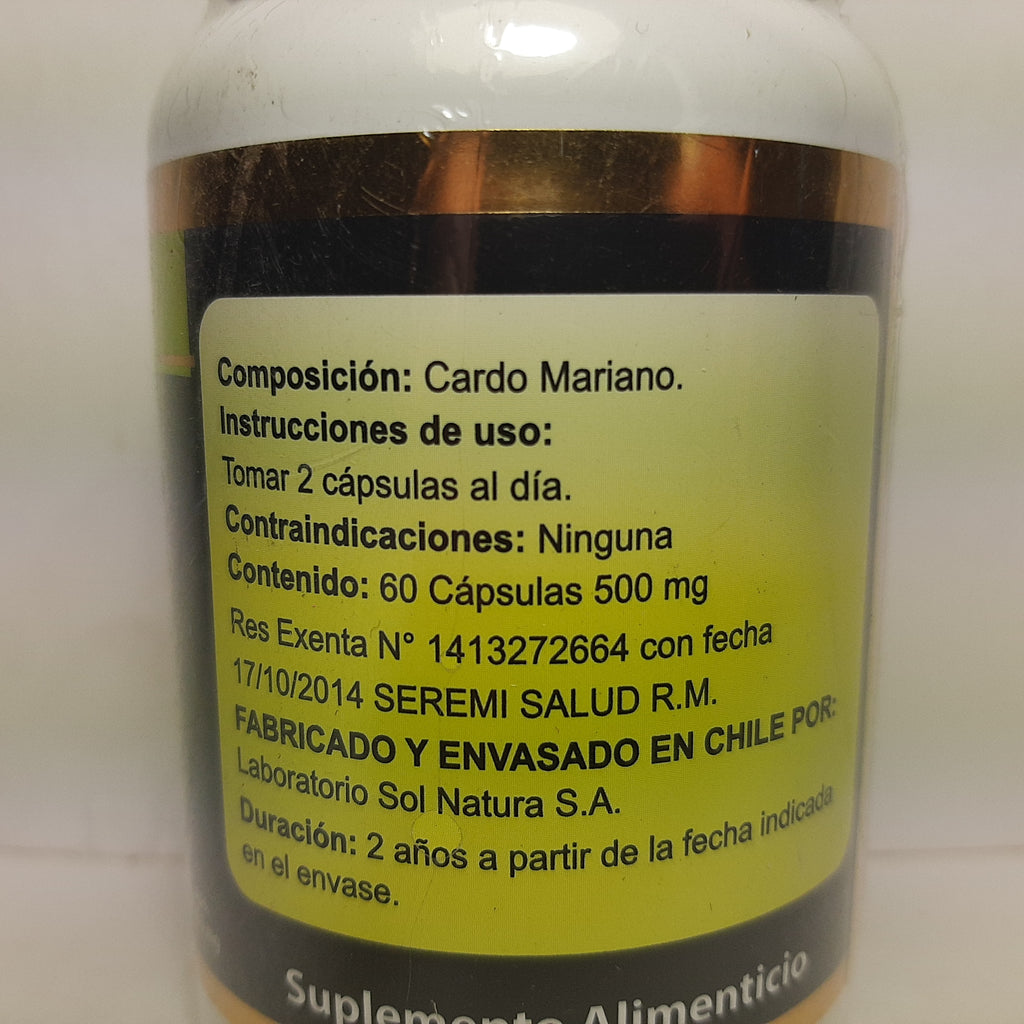 Composición: Cardo Mariano.
Instrucciones de uso:
Tomar 2 cápsulas al día.
Contraindicaciones: Ninguna
Contenido: 60 Cápsulas 500 mg
Res Exenta N° 1413272664 con fecha
17/10/2014 SEREMI SALUD R.M.
FABRICADO Y ENVASADO EN CHILE POR:
Laboratorio Sol Natura S.A.
Duración: 2 años a partir de la fecha indicada
en el envase.
Suplemento Alimenticio